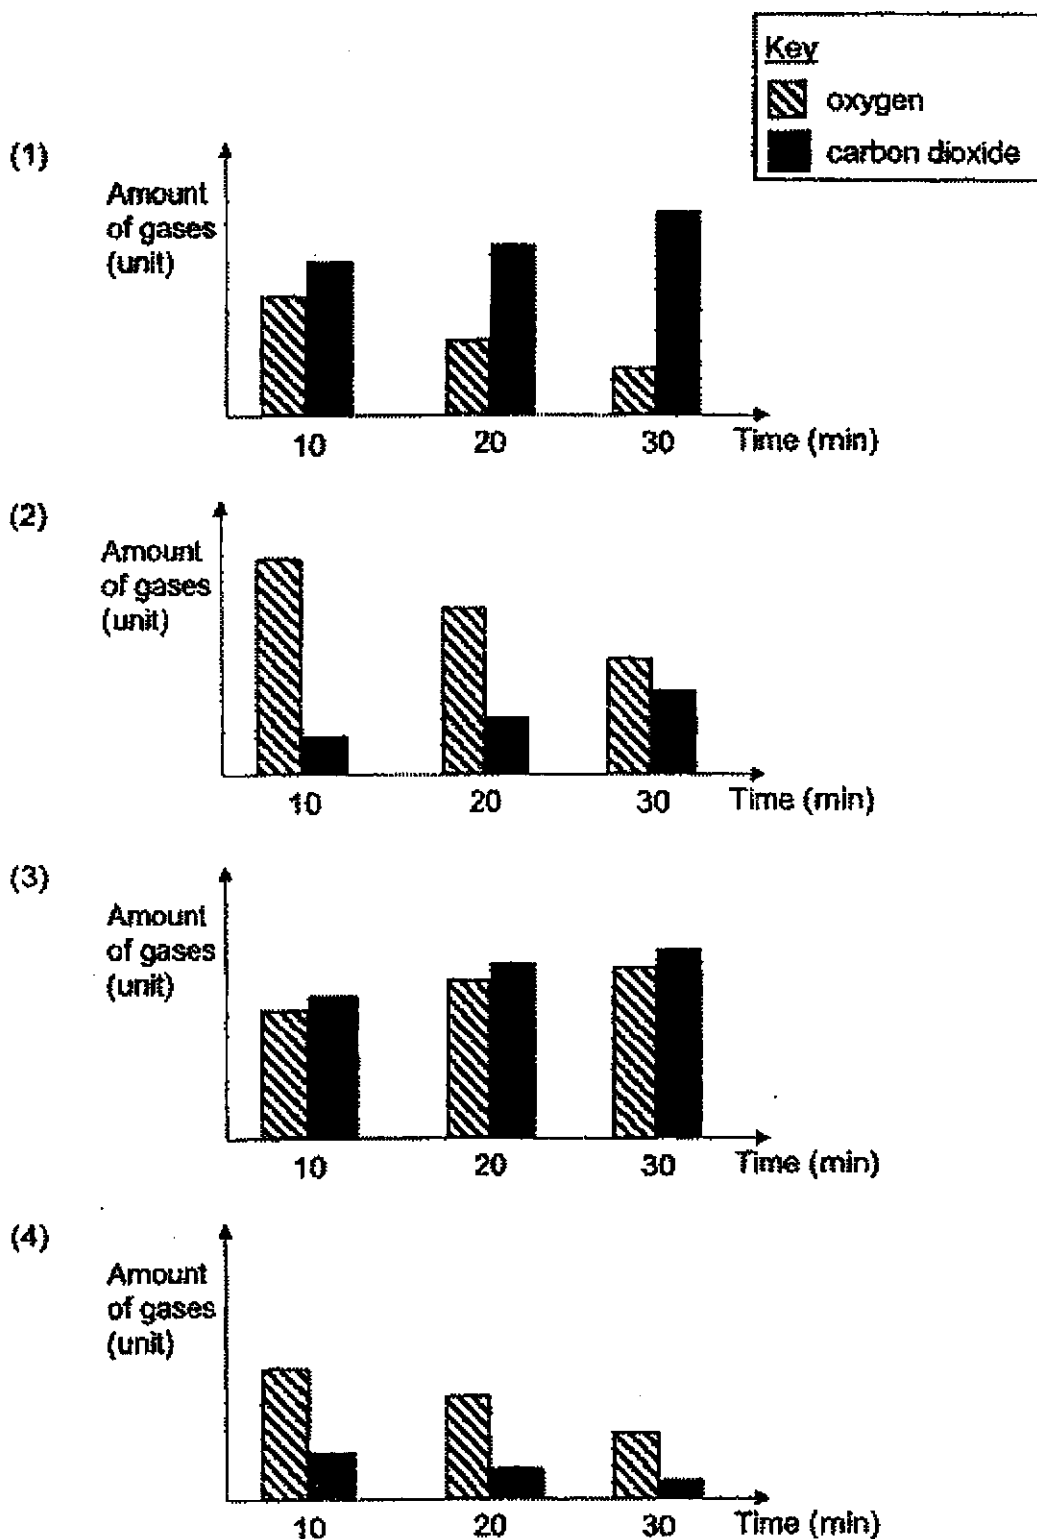 Key
oxygen
carbon dioxide
(1)
Amount
of gases
(unit)
10
20
30
Time (min)
(2)
Amount
of gases
(unit)
10
20
30
Time (min)
(3)
Amount
of gases
(unit)
10
20
30
Time (min)
(4)
Amount
of gases
(unit)
10
20
30
Time (min)